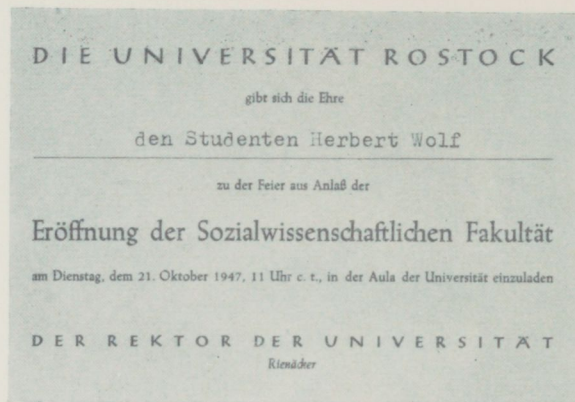 DIE UNIVERSITÄT ROSTOCK
gibt sich die Ehre
den Studenten Herbert Wolf
zu der Feier aus Anlaß der
Eröffnung der Sozialwissenschaftlichen Fakultät
am Dienstag, dem 21. Oktober 1947, 11 Uhr c. t., in der Aula der Universität einzuladen
DER REKTOR DER UNIVERSITÄT
Rienäcker